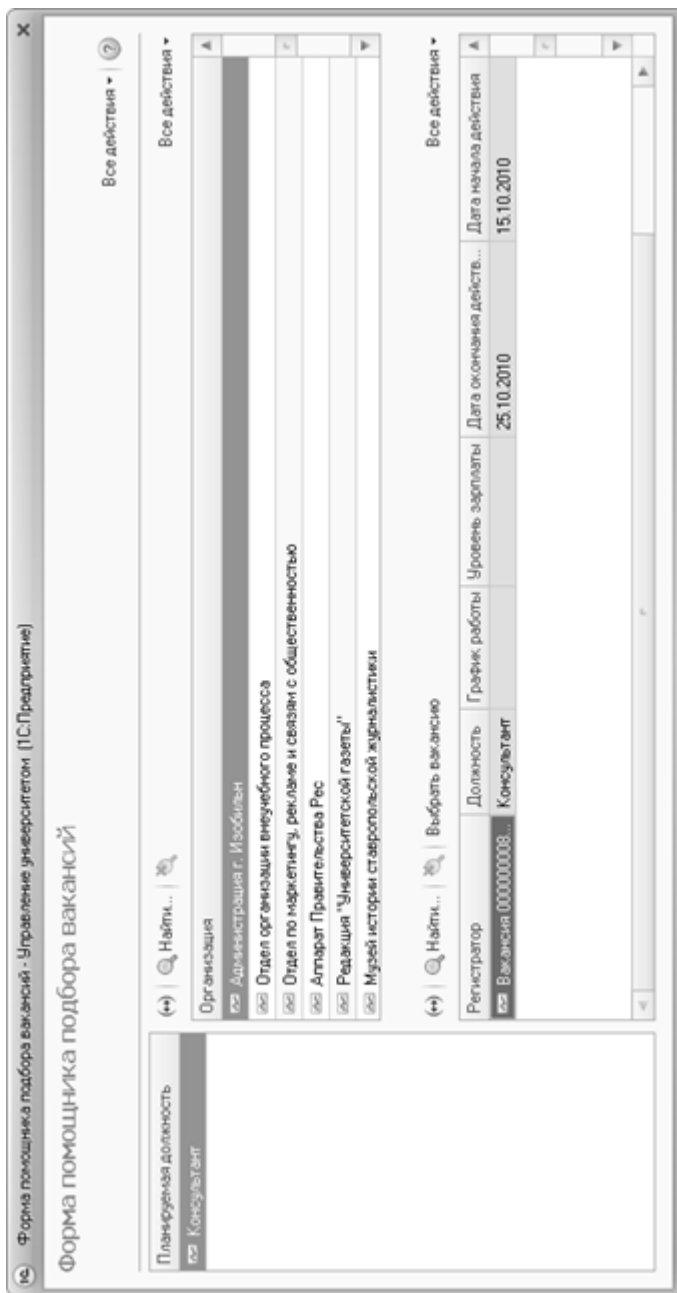 Форма помощника подбора вакансий - Управление университетом (1С:Предприятие)
Форма помощника подбора вакансий
Все действия
Планируемая должность
Консультант
Найти... Все действия
Организация
Администрация г. Изобильн
Отдел организации внеучебного процесса
Отдел по маркетингу, рекламе и связям с общественностью
Аппарат Правительства Рес
Редакция "Университетской газеты"
Музей истории ставропольской журналистики
Найти... Выбрать вакансию Все действия
Регистратор Должность График работы Уровень зарплаты Дата окончания действ... Дата начала действия
Вакансия 000000008... Консультант 25.10.2010 15.10.2010